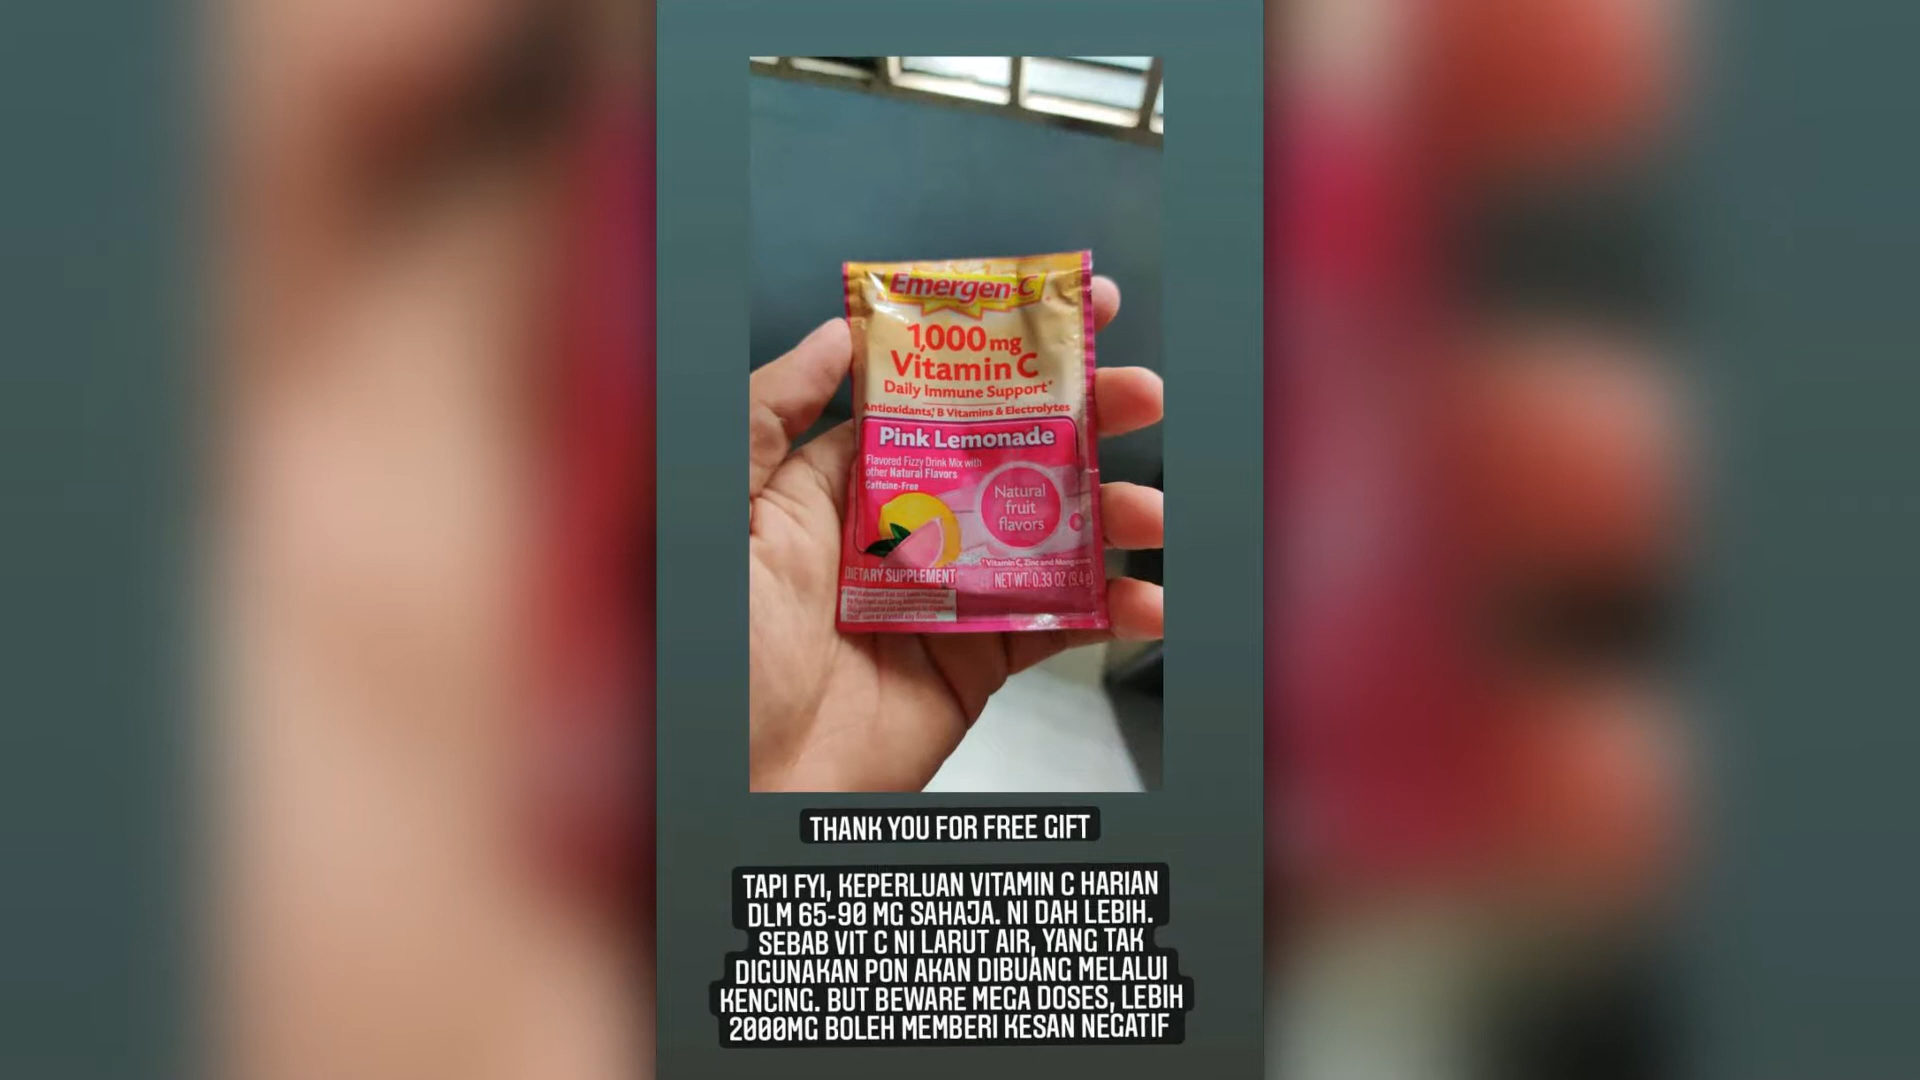 Emergen-C
1,000 mg
Vitamin C
Daily Immune Support*
Antioxidants,† B Vitamins & Electrolytes
Pink Lemonade
Flavored Fizzy Drink Mix with
other Natural Flavors
Caffeine-Free
Natural
fruit
flavors
Vitamin C, Zinc and Manganese
DIETARY SUPPLEMENT
NET WT. 0.33 OZ (9.4 g)
THANK YOU FOR FREE GIFT
TAPI FYI, KEPERLUAN VITAMIN C HARIAN
DLM 65-90 MG SAHAJA. NI DAH LEBIH.
SEBAB VIT C NI LARUT AIR, YANG TAK
DIGUNAKAN PON AKAN DIBUANG MELALUI
KENCING. BUT BEWARE MEGA DOSES, LEBIH
2000MG BOLEH MEMBERI KESAN NEGATIF